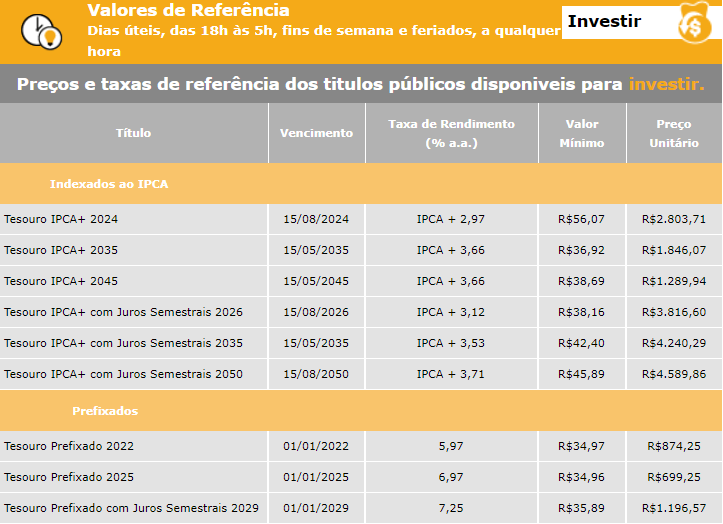 Valores de Referência
Dias úteis, das 18h às 5h, fins de semana e feriados, a qualquer
hora
Investir
$
Preços e taxas de referência dos titulos públicos disponiveis para investir.
Título Vencimento Taxa de Rendimento (% a.a.) Valor Mínimo Preço Unitário
Indexados ao IPCA
Tesouro IPCA+ 2024 15/08/2024 IPCA + 2,97 R$56,07 R$2.803,71
Tesouro IPCA+ 2035 15/05/2035 IPCA + 3,66 R$36,92 R$1.846,07
Tesouro IPCA+ 2045 15/05/2045 IPCA + 3,66 R$38,69 R$1.289,94
Tesouro IPCA+ com Juros Semestrais 2026 15/08/2026 IPCA + 3,12 R$38,16 R$3.816,60
Tesouro IPCA+ com Juros Semestrais 2035 15/05/2035 IPCA + 3,53 R$42,40 R$4.240,29
Tesouro IPCA+ com Juros Semestrais 2050 15/08/2050 IPCA + 3,71 R$45,89 R$4.589,86
Prefixados
Tesouro Prefixado 2022 01/01/2022 5,97 R$34,97 R$874,25
Tesouro Prefixado 2025 01/01/2025 6,97 R$34,96 R$699,25
Tesouro Prefixado com Juros Semestrais 2029 01/01/2029 7,25 R$35,89 R$1.196,57